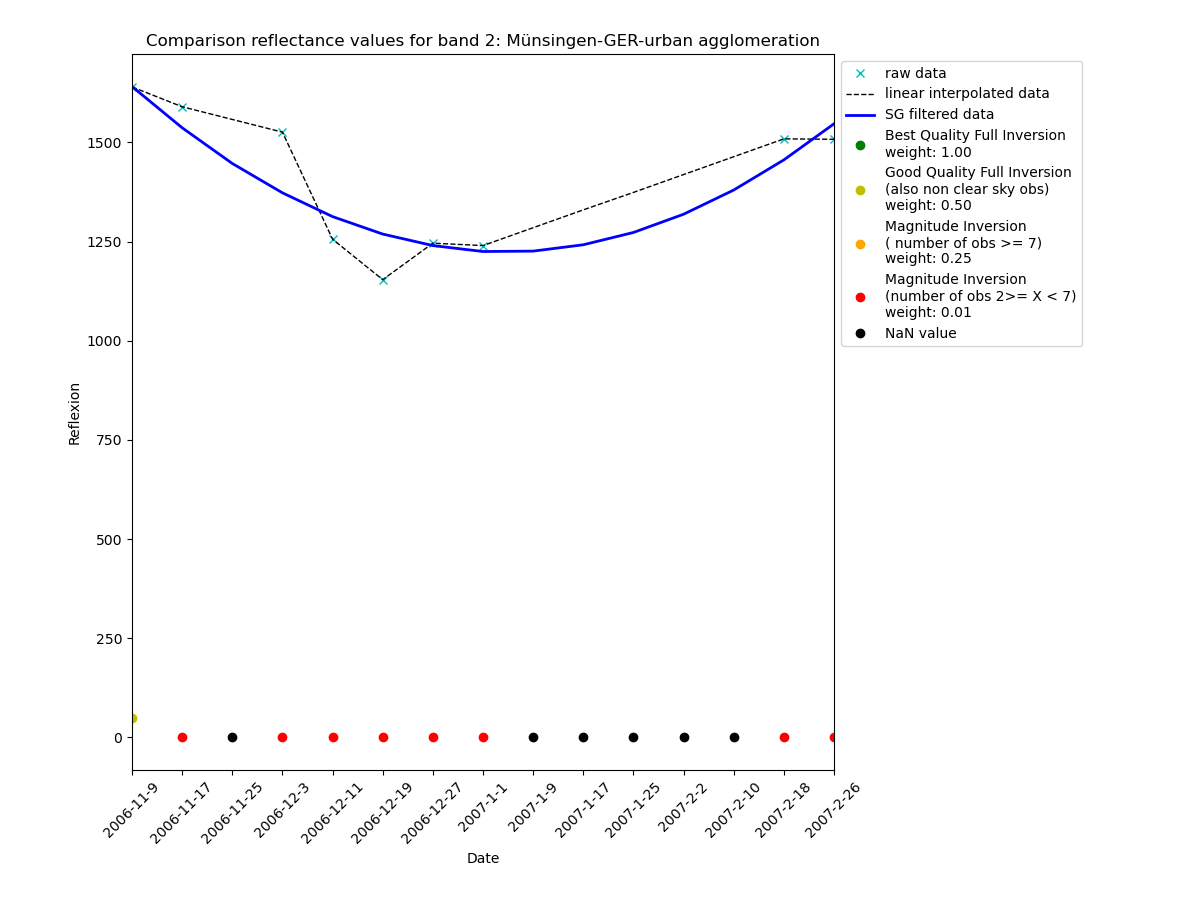 Comparison reflectance values for band 2: Münsingen-GER-urban agglomeration
raw data
linear interpolated data
SG filtered data
Best Quality Full Inversion
weight: 1.00
Good Quality Full Inversion
(also non clear sky obs)
weight: 0.50
Magnitude Inversion
( number of obs >= 7)
weight: 0.25
Magnitude Inversion
(number of obs 2>= X < 7)
weight: 0.01
NaN value
Reflexion
1500
1250
1000
750
500
250
0
2006-11-9
2006-11-17
2006-11-25
2006-12-3
2006-12-11
2006-12-19
2006-12-27
2007-1-1
2007-1-9
2007-1-17
2007-1-25
2007-2-2
2007-2-10
2007-2-18
2007-2-26
Date